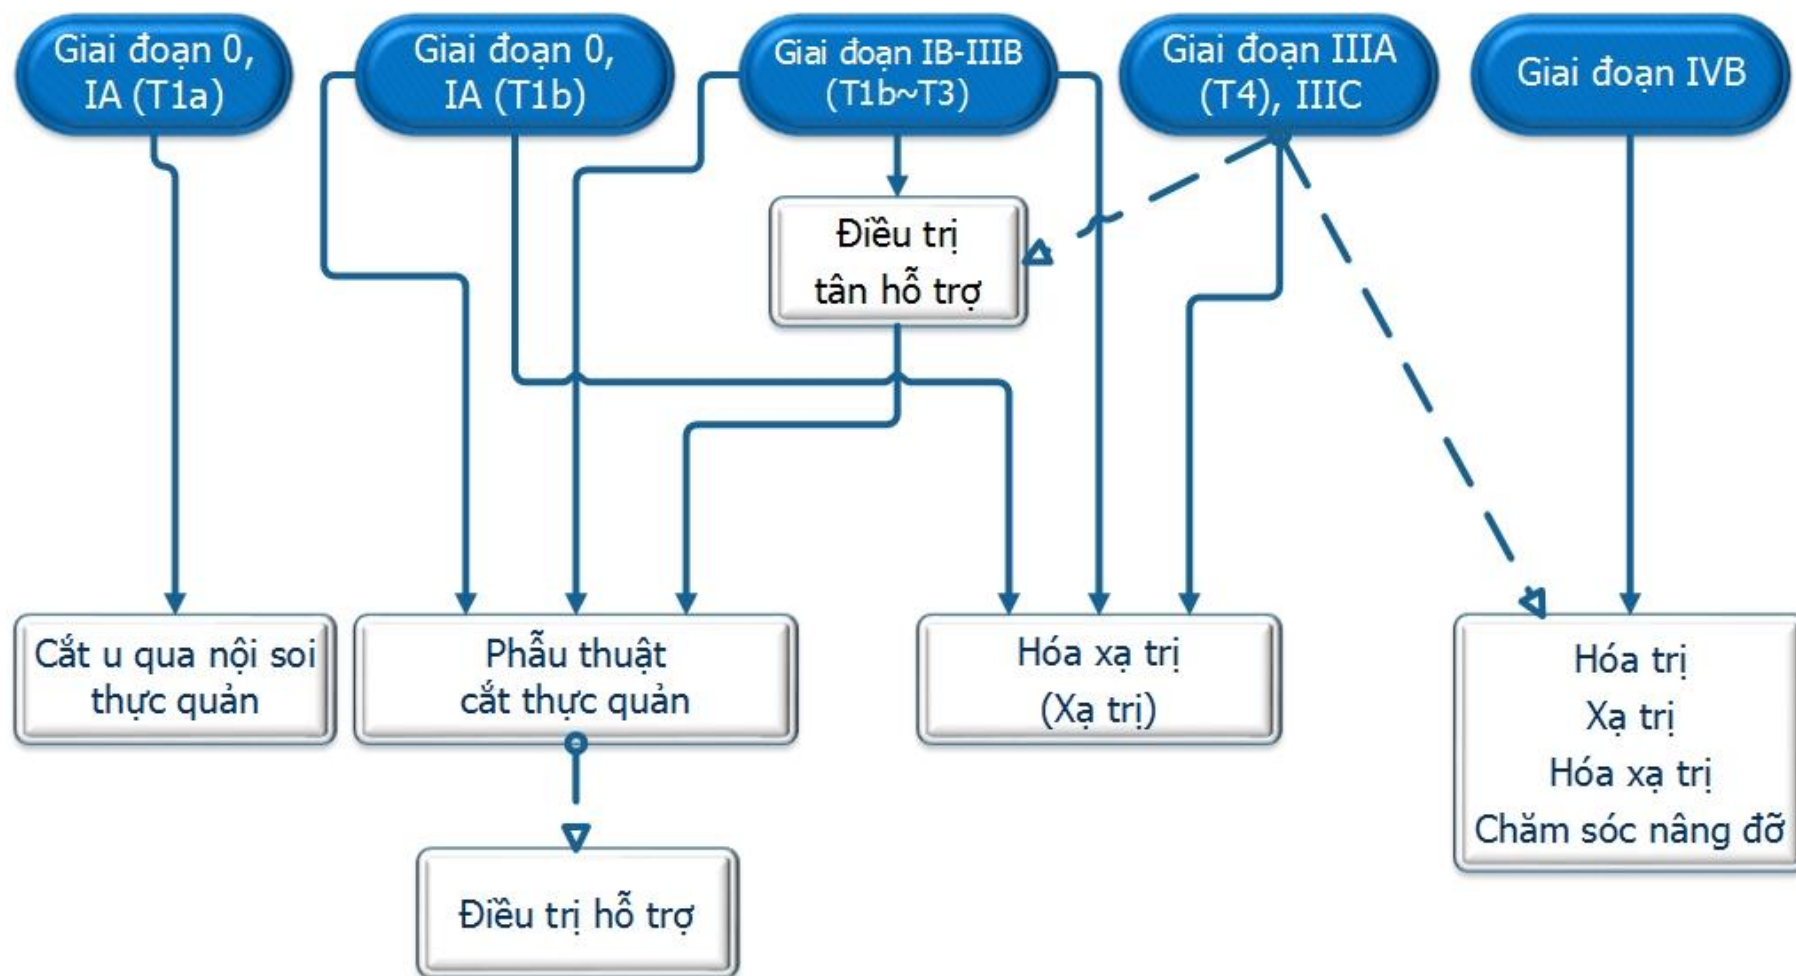 Giai đoạn 0,
IA (T1a)
Giai đoạn 0,
IA (T1b)
Giai đoạn IB-IIIB
(T1b~T3)
Giai đoạn IIIA
(T4), IIIC
Giai đoạn IVB
Điều trị
tân hỗ trợ
Cắt u qua nội soi
thực quản
Phẫu thuật
cắt thực quản
Hóa xạ trị
(Xạ trị)
Hóa trị
Xạ trị
Hóa xạ trị
Chăm sóc nâng đỡ
Điều trị hỗ trợ